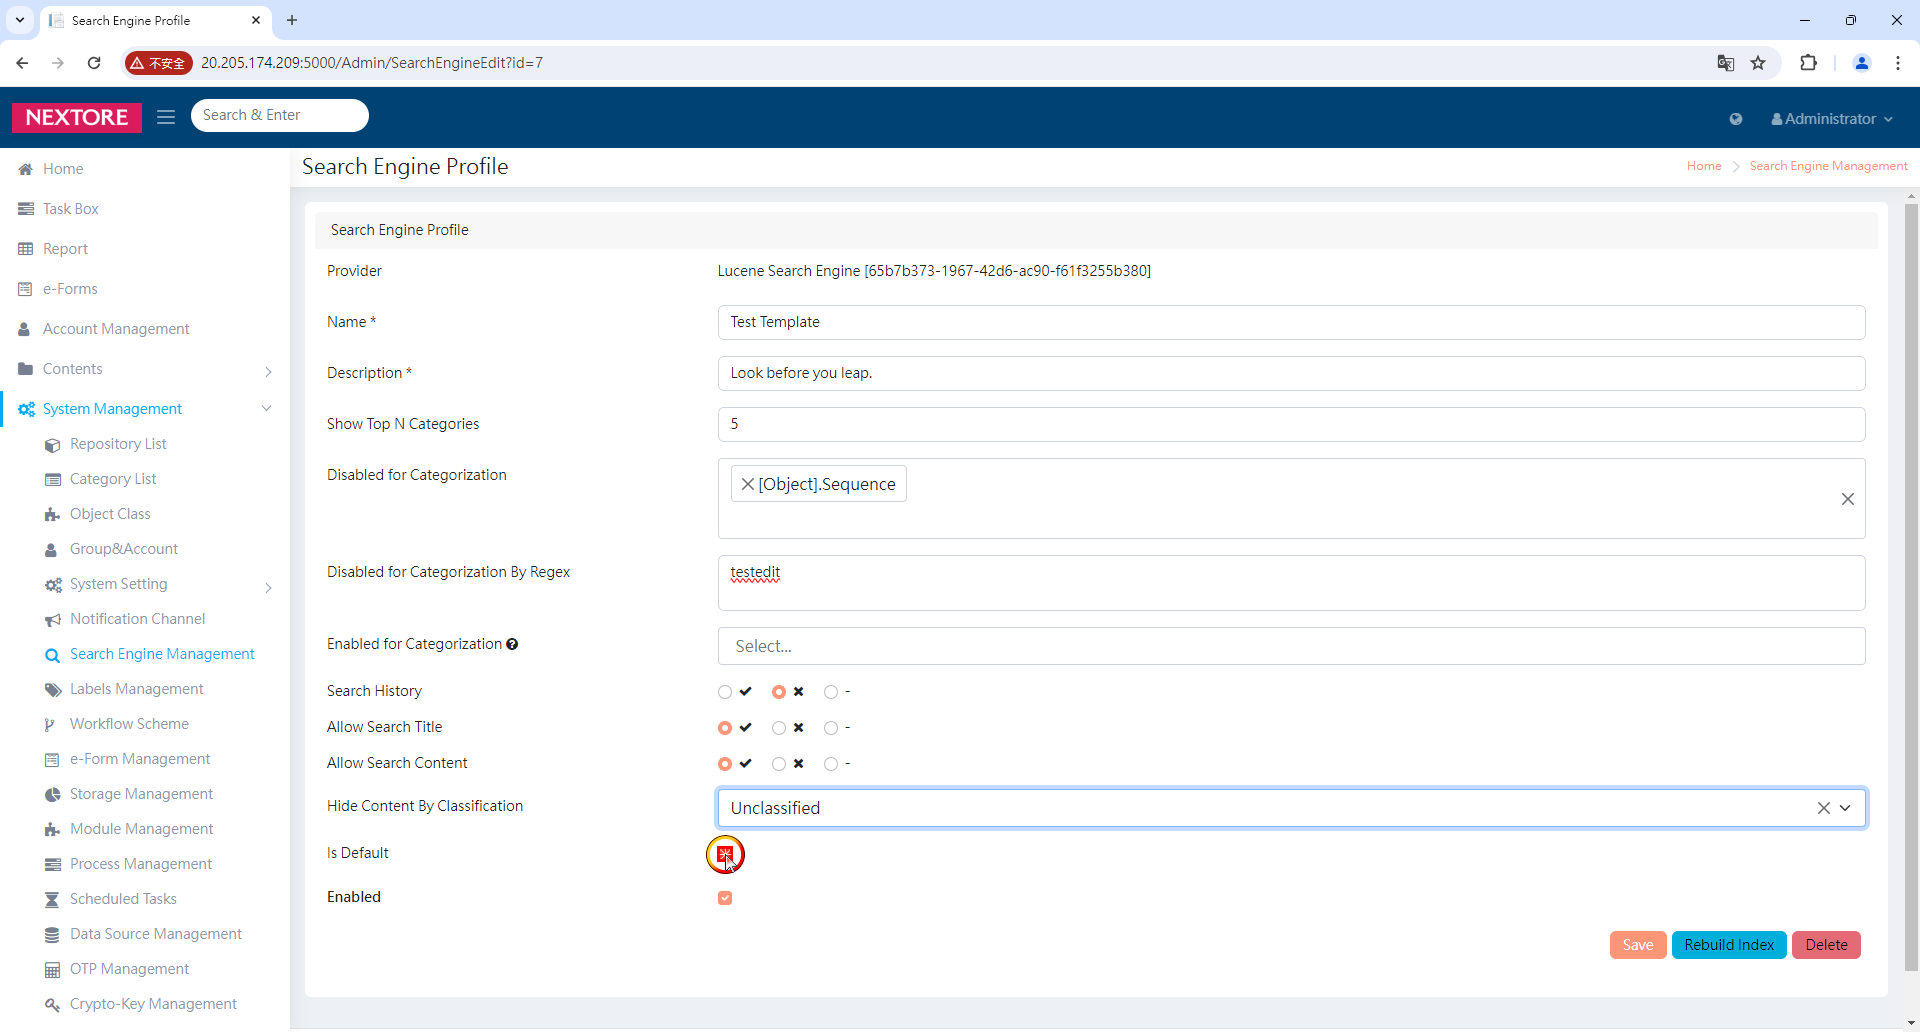 Search Engine Profile
不安全
20.205.174.209:5000/Admin/SearchEngineEdit?id=7
NEXTORE
Search & Enter
Administrator
Home
Task Box
Report
e-Forms
Account Management
Contents
System Management
Repository List
Category List
Object Class
Group&Account
System Setting
Notification Channel
Search Engine Management
Labels Management
Workflow Scheme
e-Form Management
Storage Management
Module Management
Process Management
Scheduled Tasks
Data Source Management
OTP Management
Crypto-Key Management
Search Engine Profile
Home
Search Engine Management
Search Engine Profile
Provider
Lucene Search Engine [65b7b373-1967-42d6-ac90-f61f3255b380]
Name *
Test Template
Description *
Look before you leap.
Show Top N Categories
5
Disabled for Categorization
[Object].Sequence
Disabled for Categorization By Regex
testedit
Enabled for Categorization
Select...
Search History
-
Allow Search Title
-
Allow Search Content
-
Hide Content By Classification
Unclassified
Is Default
Enabled
Save
Rebuild Index
Delete